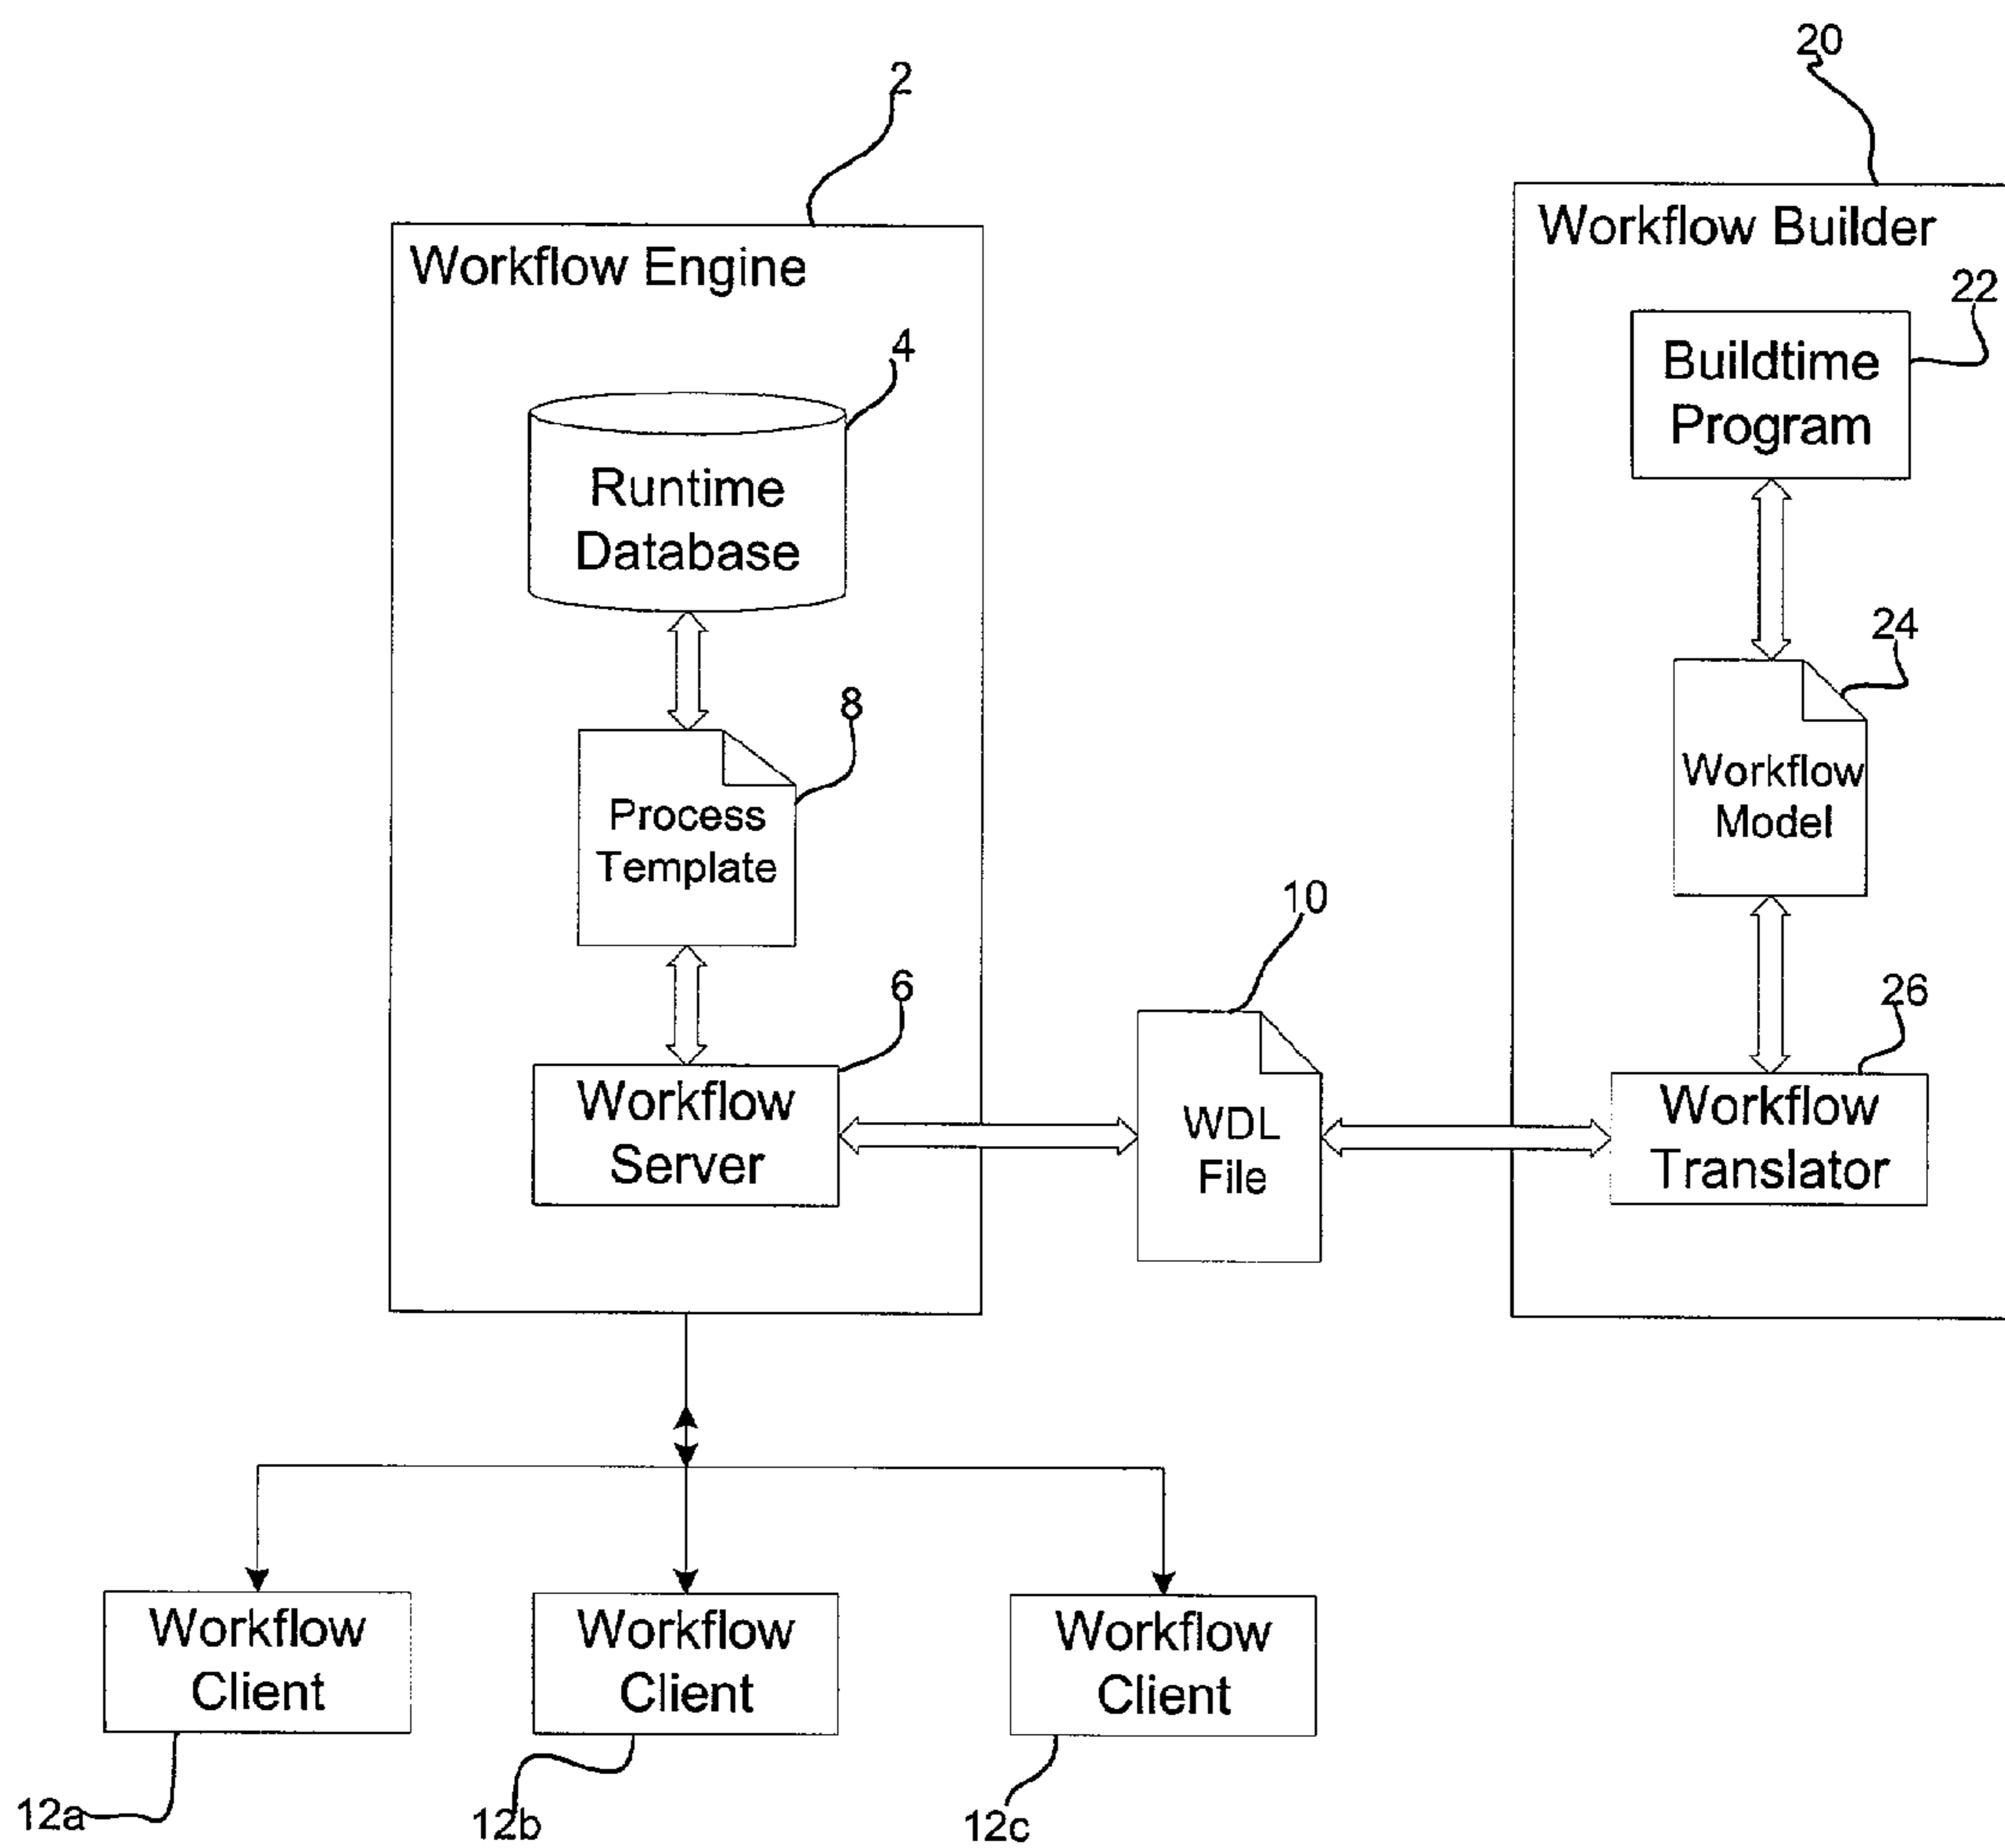 20
2
Workflow Builder
Workflow Engine
22
4
Buildtime
Program
Runtime
Database
24
8
Workflow
Model
Process
Template
10
6
26
Workflow
Server
WDL
File
Workflow
Translator
Workflow
Client
Workflow
Client
Workflow
Client
12a
12b
12c